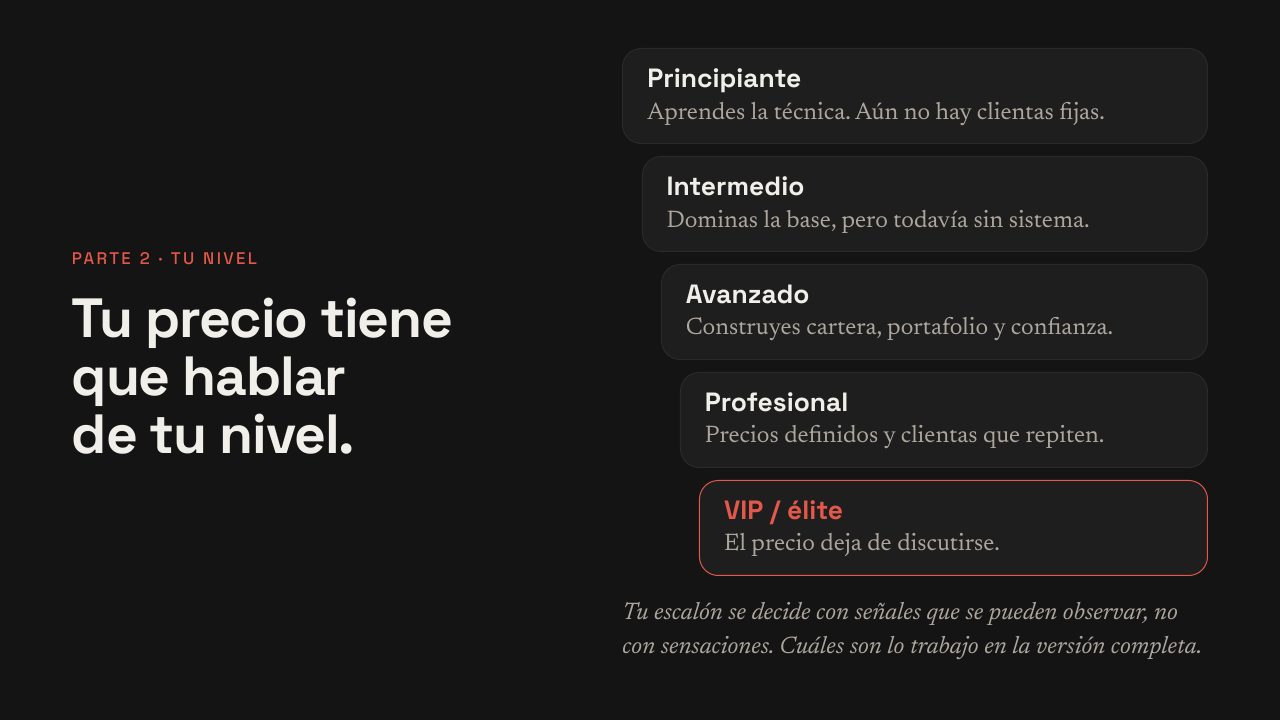 PARTE 2 · TU NIVEL
Tu precio tiene
que hablar
de tu nivel.
Principiante
Aprendes la técnica. Aún no hay clientas fijas.
Intermedio
Dominas la base, pero todavía sin sistema.
Avanzado
Construyes cartera, portafolio y confianza.
Profesional
Precios definidos y clientas que repiten.
VIP / élite
El precio deja de discutirse.
Tu escalón se decide con señales que se pueden observar, no
con sensaciones. Cuáles son lo trabajo en la versión completa.